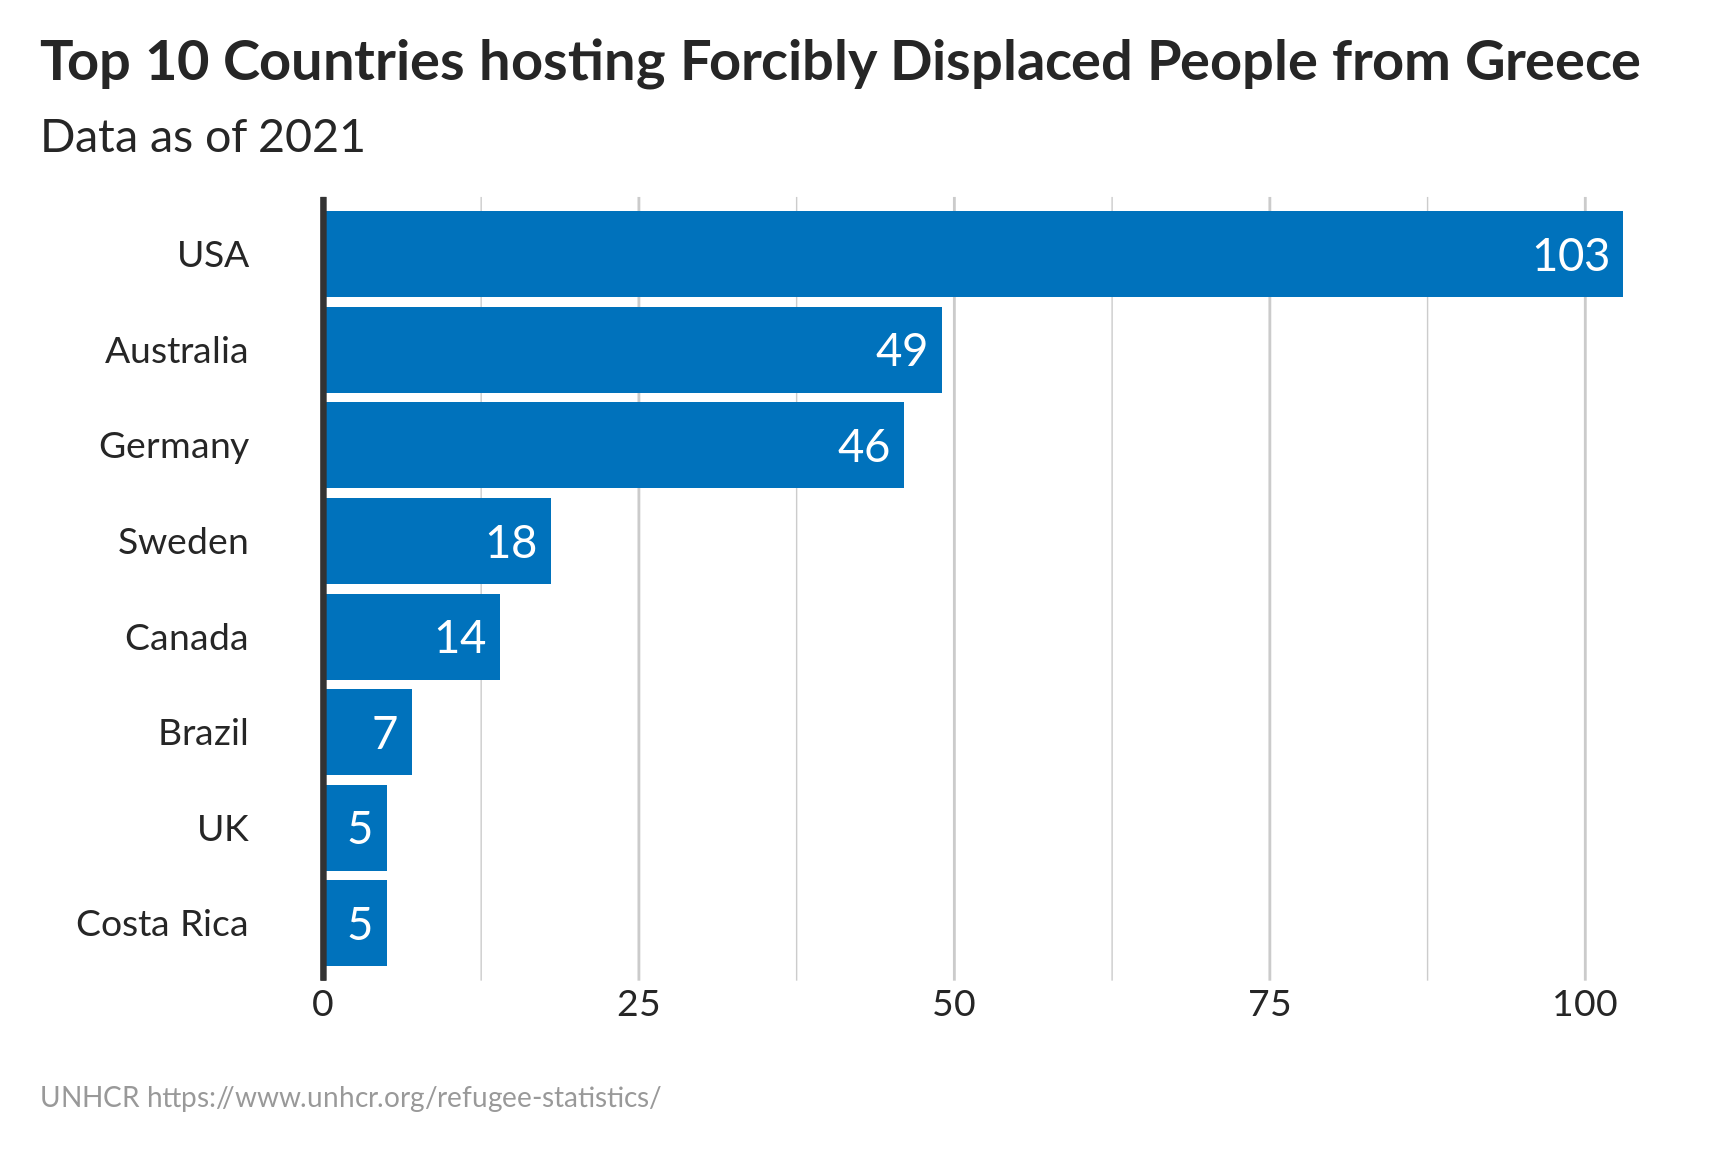 Top 10 Countries hosting Forcibly Displaced People from Greece
Data as of 2021
USA 103
Australia 49
Germany 46
Sweden 18
Canada 14
Brazil 7
UK 5
Costa Rica 5
0 25 50 75 100
UNHCR https://www.unhcr.org/refugee-statistics/